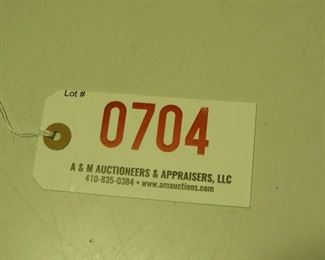 Lot #
0704
A & M AUCTIONEERS & APPRAISERS, LLC
410-835-0384 • www.amauctions.com